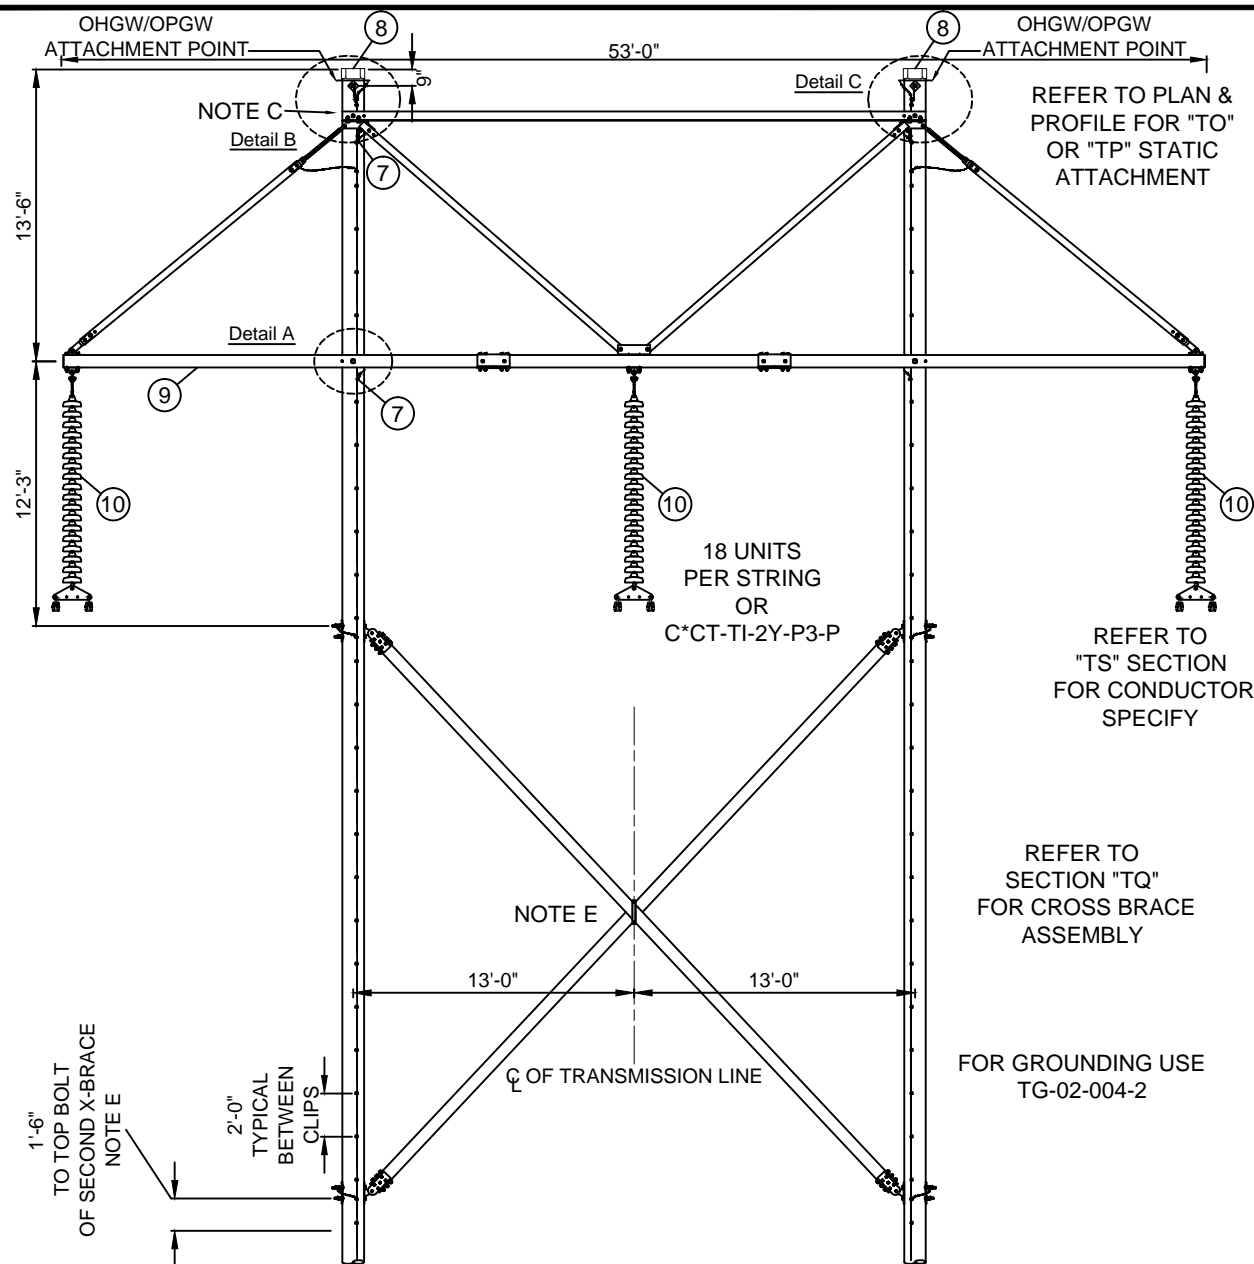 OHGW/OPGW
ATTACHMENT POINT
8
53'-0"
8
OHGW/OPGW
ATTACHMENT POINT
9"
Detail C
NOTE C
Detail B
7
REFER TO PLAN &
PROFILE FOR "TO"
OR "TP" STATIC
ATTACHMENT
13'-6"
Detail A
9
7
12'-3"
10
10
10
18 UNITS
PER STRING
OR
C*CT-TI-2Y-P3-P
REFER TO
"TS" SECTION
FOR CONDUCTOR
SPECIFY
NOTE E
REFER TO
SECTION "TQ"
FOR CROSS BRACE
ASSEMBLY
13'-0"
13'-0"
℄ OF TRANSMISSION LINE
FOR GROUNDING USE
TG-02-004-2
1'-6"
TO TOP BOLT
OF SECOND X-BRACE
NOTE E
2'-0"
TYPICAL
BETWEEN
CLIPS